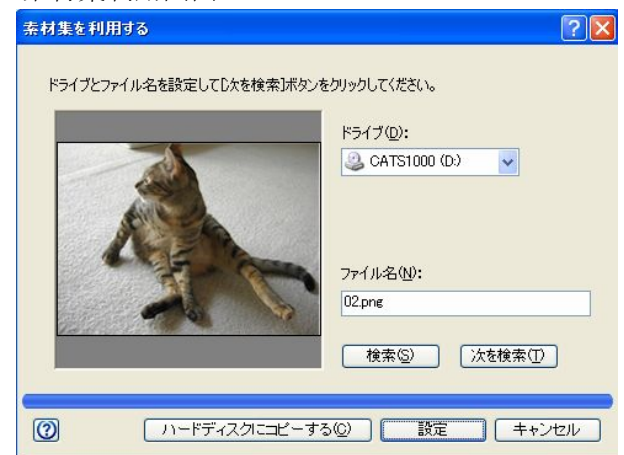 素材集を利用する
ドライブとファイル名を設定して[次を検索]ボタンをクリックしてください。
ドライブ(D):
CATS1000 (D:)
ファイル名(N):
02.png
検索(S) 次を検索(T)
ハードディスクにコピーする(C) 設定 キャンセル